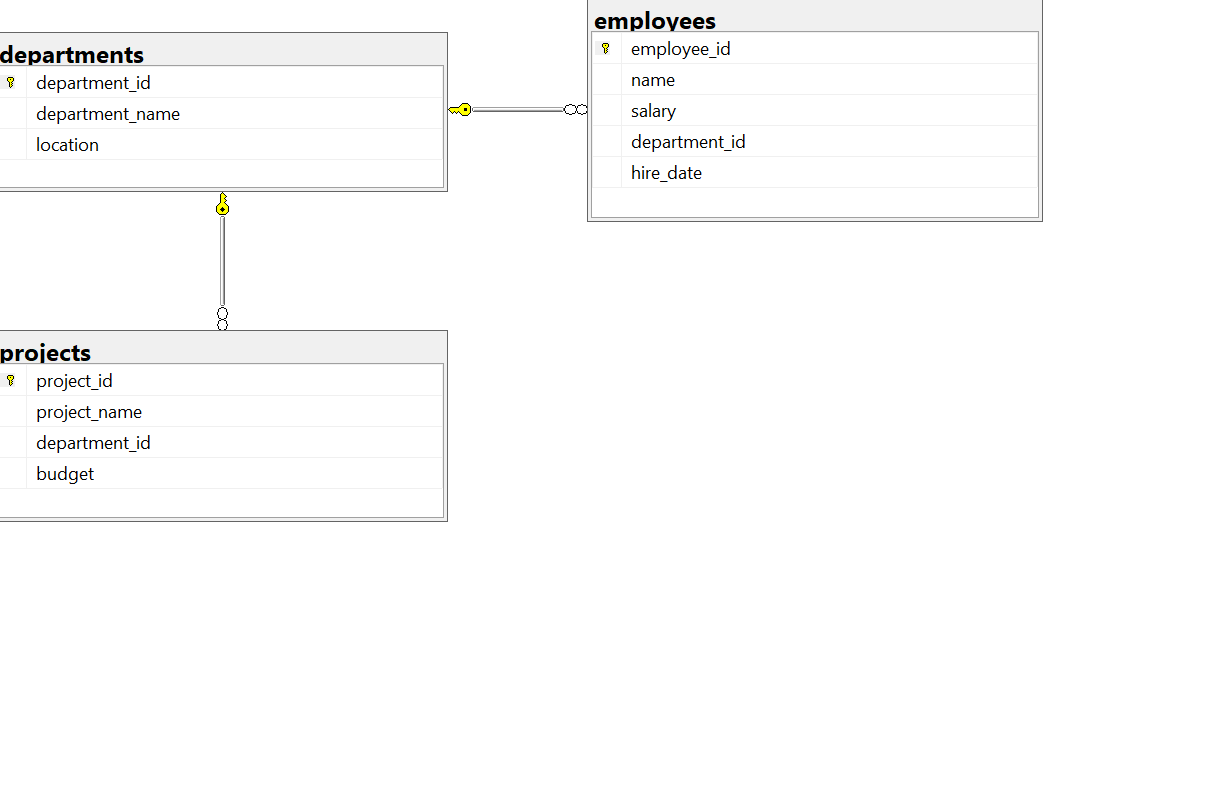 departments
department_id
department_name
location
employees
employee_id
name
salary
department_id
hire_date
projects
project_id
project_name
department_id
budget